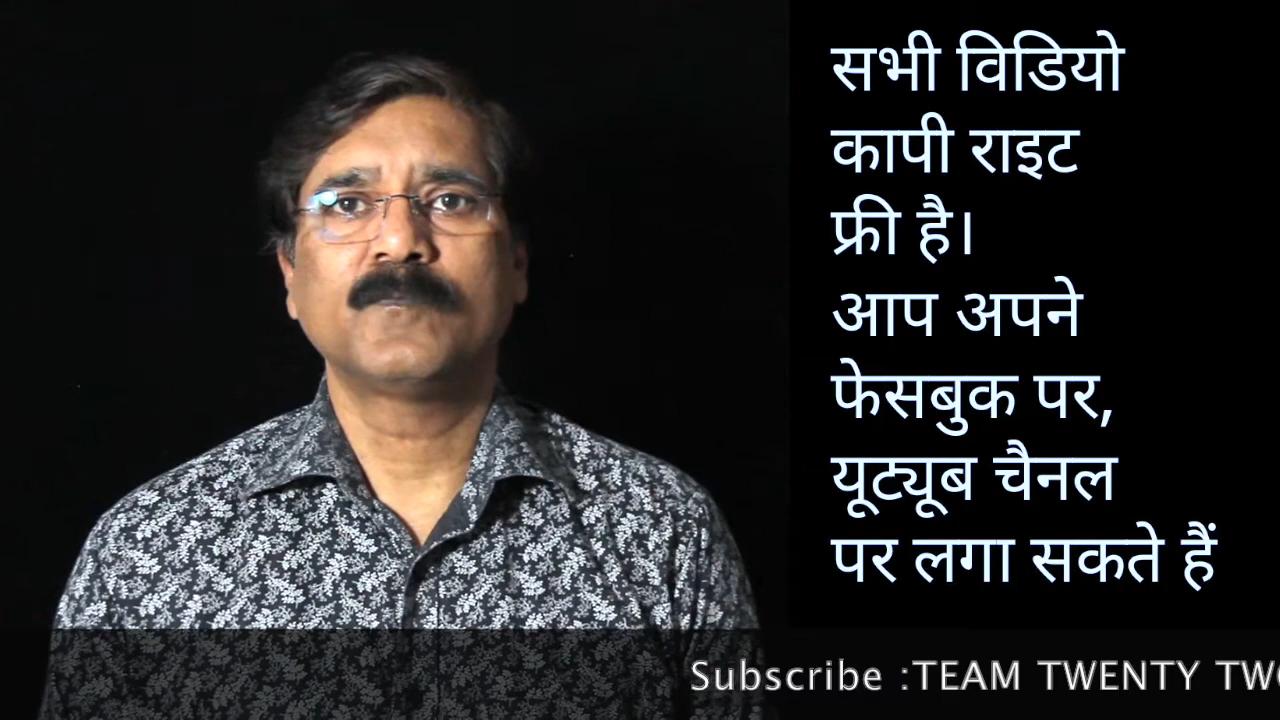 सभी विडियो
कापी राइट
फ्री है।
आप अपने
फेसबुक पर,
यूट्यूब चैनल
पर लगा सकते हैं
Subscribe :TEAM TWENTY